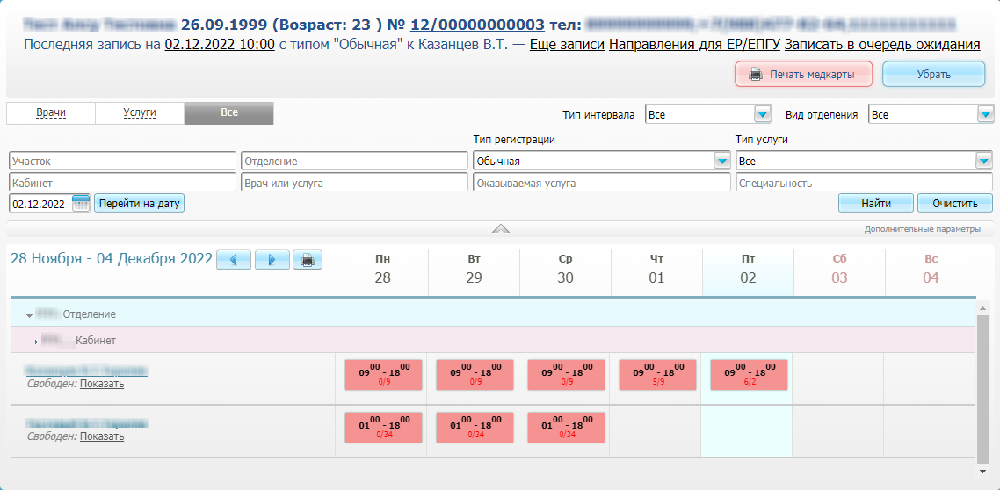 26.09.1999 (Возраст: 23 ) № 12/00000000003 тел:
Последняя запись на 02.12.2022 10:00 с типом "Обычная" к Казанцев В.Т. — Еще записи Направления для ЕР/ЕПГУ Записать в очередь ожидания
Печать медкарты Убрать
Врачи Услуги Все Тип интервала Все Вид отделения Все
Тип регистрации Тип услуги
Участок Отделение Обычная Все
Кабинет Врач или услуга Оказываемая услуга Специальность
02.12.2022 Перейти на дату Найти Очистить
Дополнительные параметры
28 Ноября - 04 Декабря 2022 Пн Вт Ср Чт Пт Сб Вс
28 29 30 01 02 03 04
Отделение
Кабинет
09 00 - 18 00 09 00 - 18 00 09 00 - 18 00 09 00 - 18 00 09 00 - 18 00
Свободен: Показать 0/9 0/9 0/9 5/9 6/2
01 00 - 18 00 01 00 - 18 00 01 00 - 18 00
Свободен: Показать 0/34 0/34 0/34